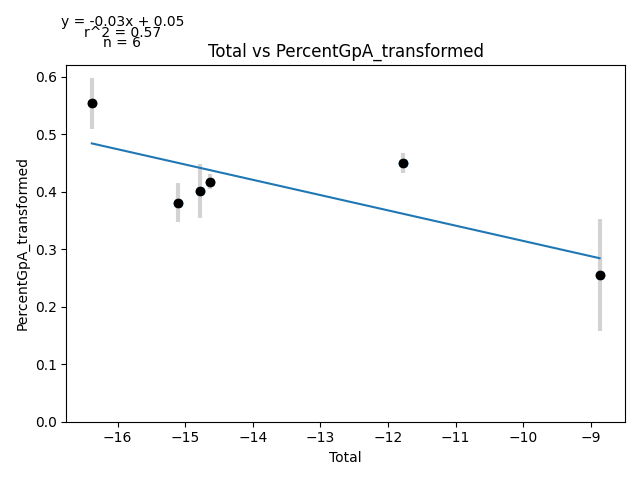 y = -0.03x + 0.05
r^2 = 0.57
n = 6
Total vs PercentGpA_transformed
PercentGpA_transformed
0.6
0.5
0.4
0.3
0.2
0.1
0.0
−16 −15 −14 −13 −12 −11 −10 −9
Total